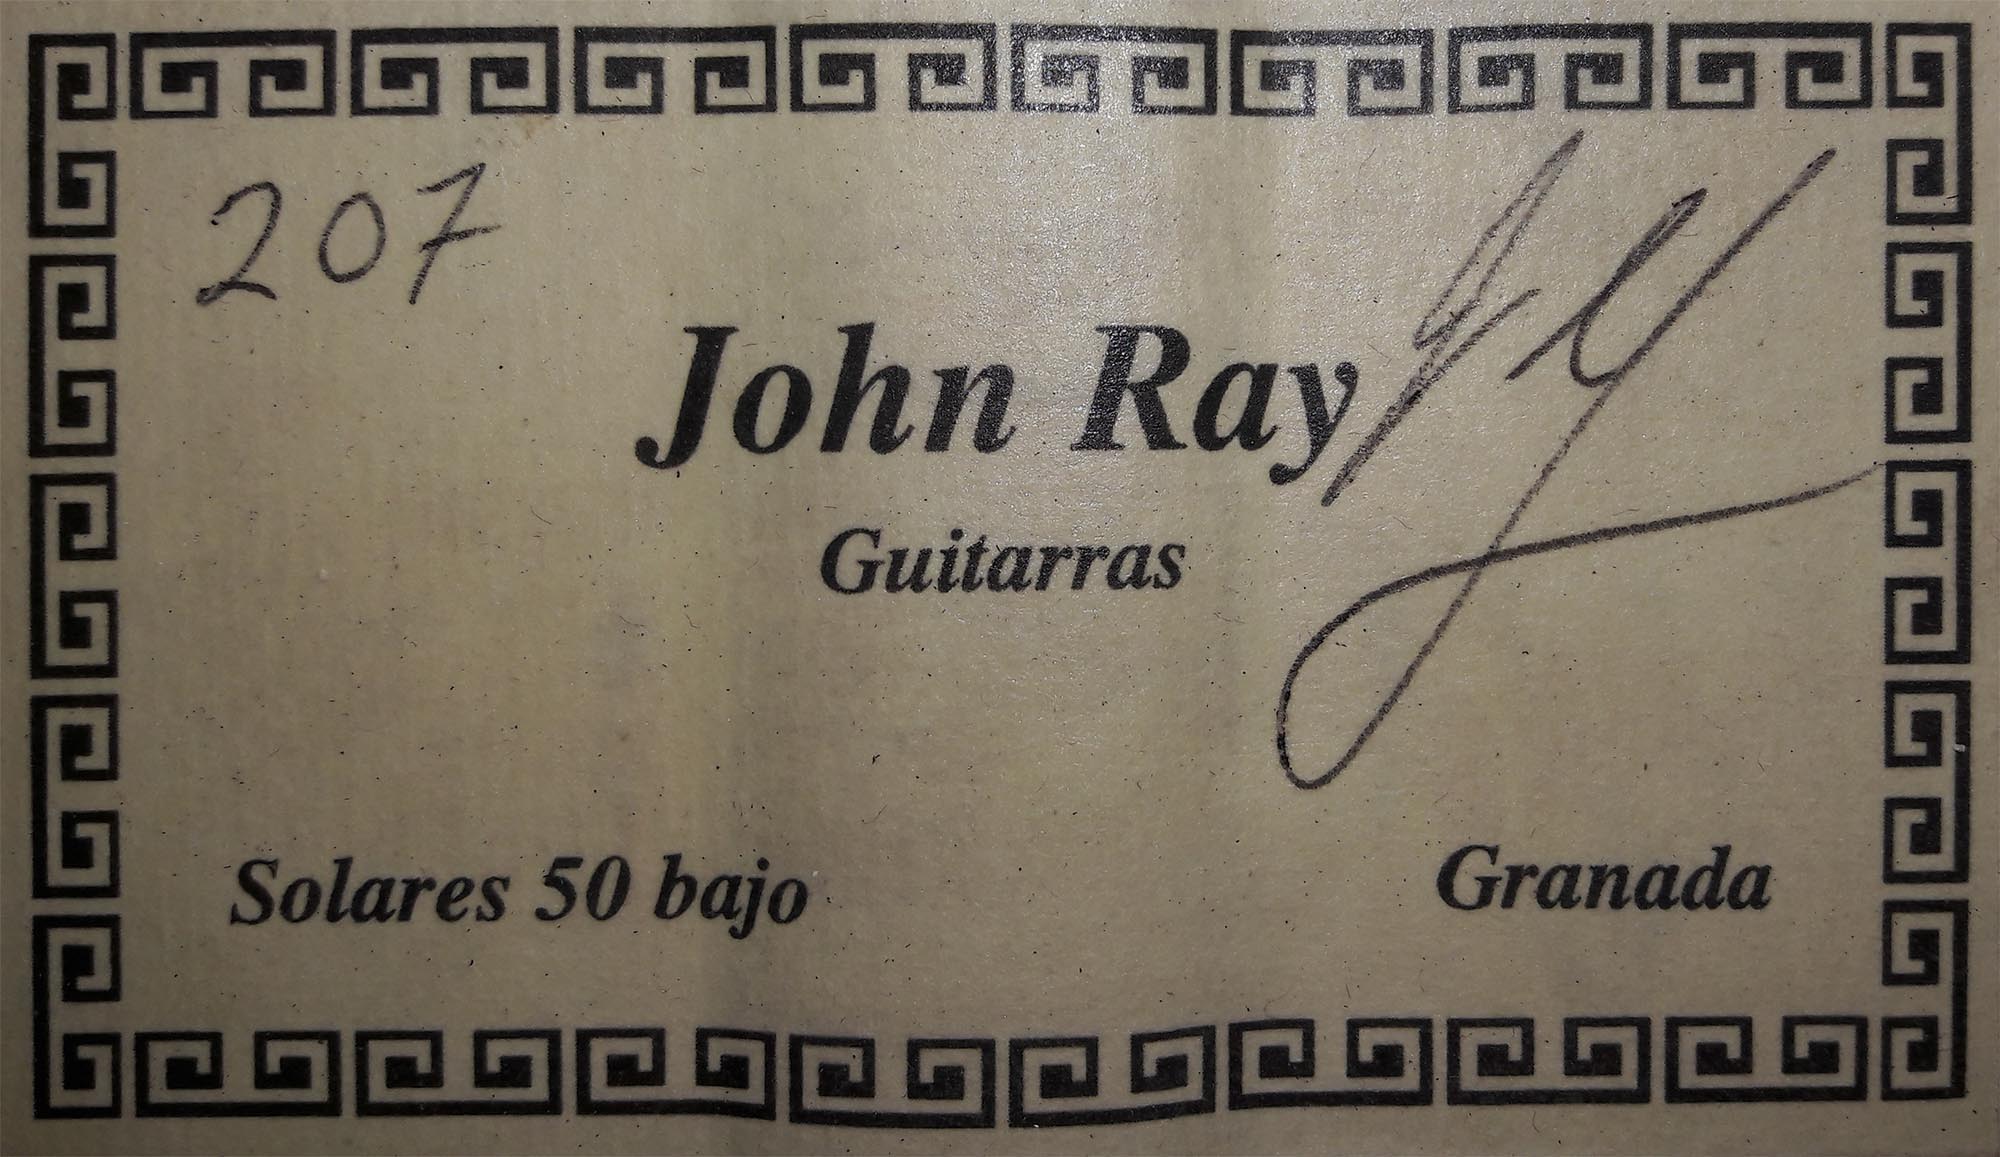 207
John Ray
Guitarras
Solares 50 bajo
Granada